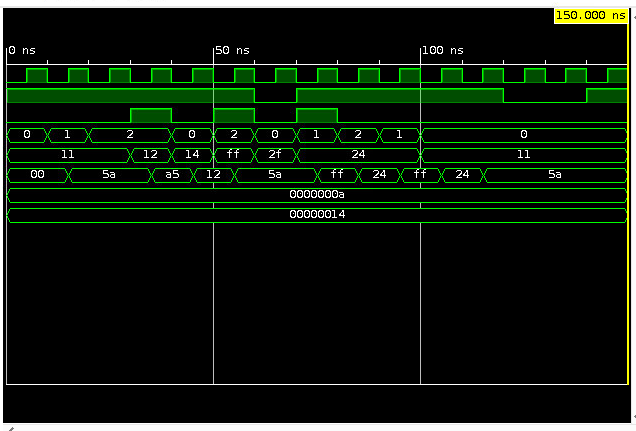 150.000 ns
0 ns 50 ns 100 ns
0 1 2 0 2 0 1 2 1 0
11 12 14 ff 2f 24 11
00 5a a5 12 5a ff 24 ff 24 5a
0000000a
00000014